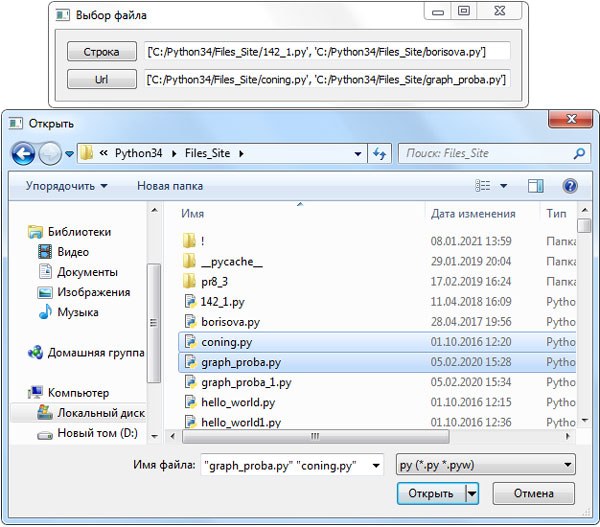 Выбор файла
Строка ['C:/Python34/Files_Site/142_1.py', 'C:/Python34/Files_Site/borisova.py']
Url ['C:/Python34/Files_Site/coning.py', 'C:/Python34/Files_Site/graph_proba.py']
Открыть
« Python34 Files_Site Поиск: Files_Site
Упорядочить Новая папка
Имя Дата изменения Тип
Библиотеки
Видео
Документы
Изображения
Музыка
Домашняя группа
Компьютер
Локальный диск
Новый том (D:)
! 08.01.2021 13:59 Папка
__pycache__ 29.01.2019 20:04 Папка
pr8_3 17.02.2019 16:24 Папка
142_1.py 11.04.2018 16:09 Pytho
borisova.py 28.04.2017 19:56 Pytho
coning.py 01.10.2016 12:20 Pytho
graph_proba.py 05.02.2020 15:28 Pytho
graph_proba_1.py 05.02.2020 15:34 Pytho
hello_world.py 01.10.2016 12:15 Pytho
hello_world1.py 01.10.2016 12:36 Pytho
Имя файла: "graph_proba.py" "coning.py" py (*.py *.pyw)
Открыть Отмена